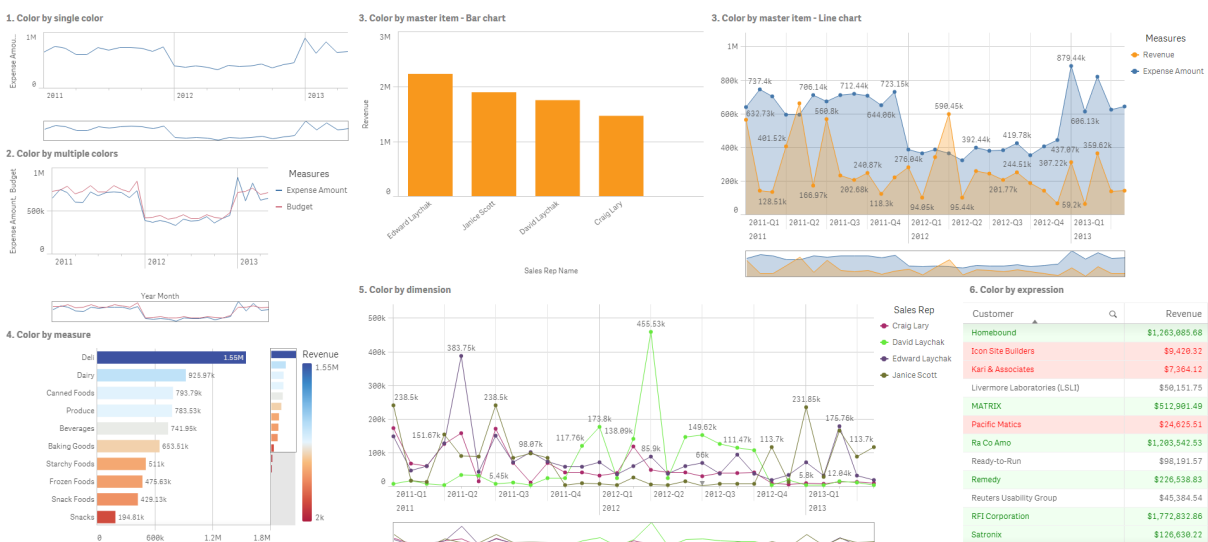 1. Color by single color
1M
0
Expense Amou...
2011
2012
2013
2. Color by multiple colors
1M
500k
0
Expense Amount, Budget
2011
2012
2013
Year Month
Measures
Expense Amount
Budget
3. Color by master item - Bar chart
3M
2M
1M
0
Revenue
Edward Laychak
Janice Scott
David Laychak
Craig Lary
Sales Rep Name
3. Color by master item - Line chart
Measures
Revenue
Expense Amount
1M
800k
600k
400k
200k
0
737.4k
706.14k
712.44k
723.15k
879.44k
632.73k
560.8k
644.06k
590.45k
606.13k
401.52k
392.44k
419.78k
437.07k
359.62k
240.87k
276.04k
244.51k
307.22k
128.51k
166.97k
202.68k
118.3k
94.05k
95.44k
201.77k
59.2k
2011-Q1
2011-Q2
2011-Q3
2011-Q4
2012-Q1
2012-Q2
2012-Q3
2012-Q4
2013-Q1
2011
2012
2013
4. Color by measure
Deli 1.55M
Dairy 925.97k
Canned Foods 793.79k
Produce 783.53k
Beverages 741.95k
Baking Goods 653.51k
Starchy Foods 511k
Frozen Foods 475.63k
Snack Foods 429.13k
Snacks 194.81k
0
600k
1.2M
1.8M
Revenue
1.55M
2k
5. Color by dimension
Sales Rep
Craig Lary
David Laychak
Edward Laychak
Janice Scott
500k
400k
300k
200k
100k
0
455.53k
383.75k
238.5k
238.5k
231.85k
151.67k
173.8k
138.09k
149.62k
175.76k
117.76k
111.47k
113.7k
113.7k
98.07k
85.9k
66k
5.45k
5.8k
12.04k
2011-Q1
2011-Q2
2011-Q3
2011-Q4
2012-Q1
2012-Q2
2012-Q3
2012-Q4
2013-Q1
2011
2012
2013
6. Color by expression
Customer Revenue
Homebound $1,263,085.68
Icon Site Builders $9,420.32
Kari & Associates $7,364.12
Livermore Laboratories (LSLI) $50,151.75
MATRIX $512,901.49
Pacific Matics $24,625.51
Ra Co Amo $1,203,542.53
Ready-to-Run $98,191.57
Remedy $226,538.83
Reuters Usability Group $45,384.54
RFI Corporation $1,772,832.86
Satronix $126,630.22